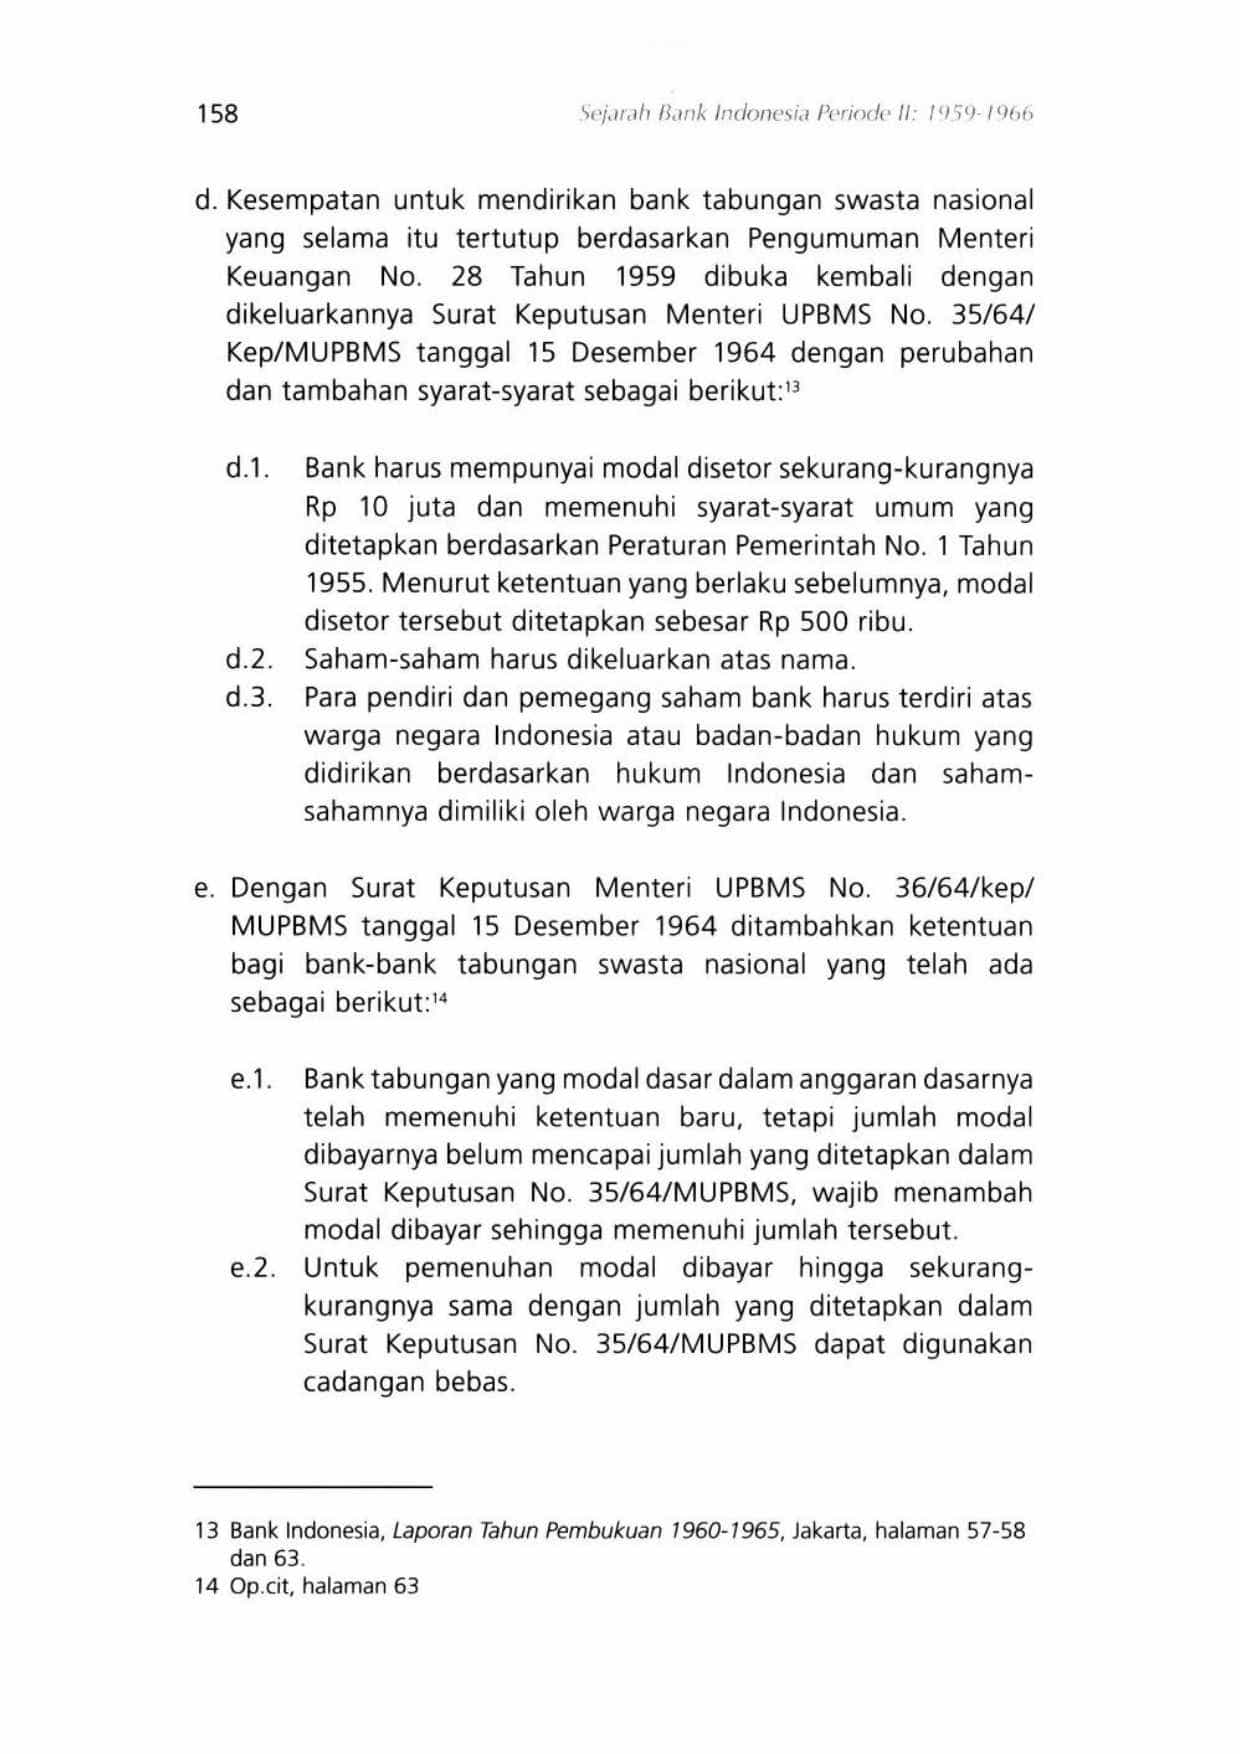 158
Sejarah Bank Indonesia Periode II: 1959-1966
d. Kesempatan untuk mendirikan bank tabungan swasta nasional
yang selama itu tertutup berdasarkan Pengumuman Menteri
Keuangan No. 28 Tahun 1959 dibuka kembali dengan
dikeluarkannya Surat Keputusan Menteri UPBMS No. 35/64/
Kep/MUPBMS tanggal 15 Desember 1964 dengan perubahan
dan tambahan syarat-syarat sebagai berikut:¹³
d.1. Bank harus mempunyai modal disetor sekurang-kurangnya
Rp 10 juta dan memenuhi syarat-syarat umum yang
ditetapkan berdasarkan Peraturan Pemerintah No. 1 Tahun
1955. Menurut ketentuan yang berlaku sebelumnya, modal
disetor tersebut ditetapkan sebesar Rp 500 ribu.
d.2. Saham-saham harus dikeluarkan atas nama.
d.3. Para pendiri dan pemegang saham bank harus terdiri atas
warga negara Indonesia atau badan-badan hukum yang
didirikan berdasarkan hukum Indonesia dan saham-
sahamnya dimiliki oleh warga negara Indonesia.
e. Dengan Surat Keputusan Menteri UPBMS No. 36/64/kep/
MUPBMS tanggal 15 Desember 1964 ditambahkan ketentuan
bagi bank-bank tabungan swasta nasional yang telah ada
sebagai berikut:¹⁴
e.1. Bank tabungan yang modal dasar dalam anggaran dasarnya
telah memenuhi ketentuan baru, tetapi jumlah modal
dibayarnya belum mencapai jumlah yang ditetapkan dalam
Surat Keputusan No. 35/64/MUPBMS, wajib menambah
modal dibayar sehingga memenuhi jumlah tersebut.
e.2. Untuk pemenuhan modal dibayar hingga sekurang-
kurangnya sama dengan jumlah yang ditetapkan dalam
Surat Keputusan No. 35/64/MUPBMS dapat digunakan
cadangan bebas.
13 Bank Indonesia, Laporan Tahun Pembukuan 1960-1965, Jakarta, halaman 57-58
dan 63.
14 Op.cit, halaman 63